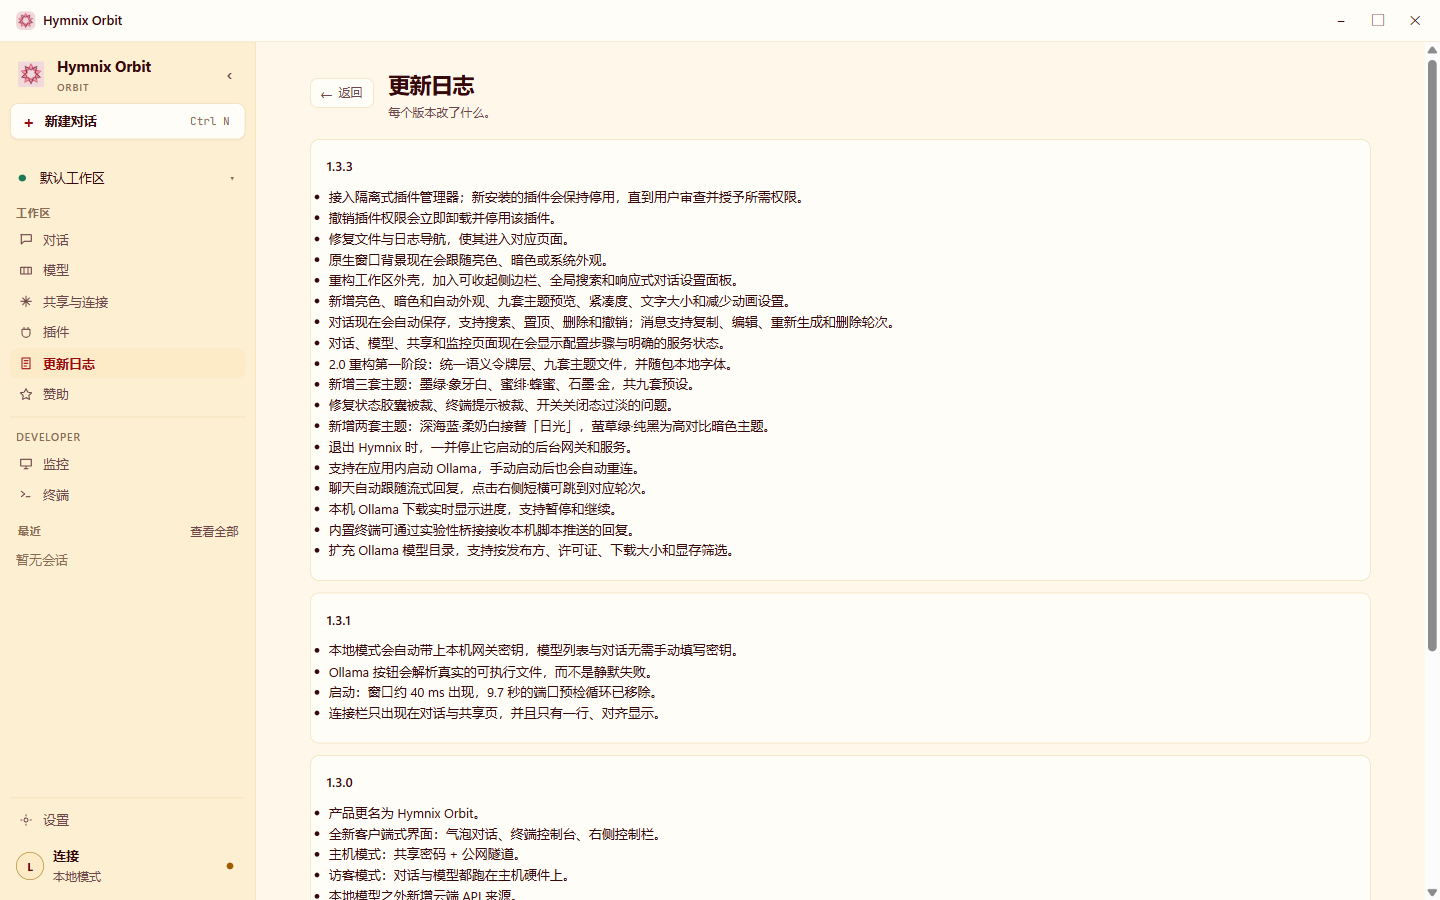 Hymnix Orbit
Hymnix Orbit
ORBIT
+ 新建对话 Ctrl N
默认工作区
工作区
对话
模型
共享与连接
插件
更新日志
赞助
DEVELOPER
监控
终端
最近 查看全部
暂无会话
设置
L
连接
本地模式
← 返回
更新日志
每个版本改了什么。
1.3.3
• 接入隔离式插件管理器；新安装的插件会保持停用，直到用户审查并授予所需权限。
• 撤销插件权限会立即卸载并停用该插件。
• 修复文件与日志导航，使其进入对应页面。
• 原生窗口背景现在会跟随亮色、暗色或系统外观。
• 重构工作区外壳，加入可收起侧边栏、全局搜索和响应式对话设置面板。
• 新增亮色、暗色和自动外观、九套主题预览、紧凑度、文字大小和减少动画设置。
• 对话现在会自动保存，支持搜索、置顶、删除和撤销；消息支持复制、编辑、重新生成和删除轮次。
• 对话、模型、共享和监控页面现在会显示配置步骤与明确的服务状态。
• 2.0 重构第一阶段：统一语义令牌层、九套主题文件，并随包本地字体。
• 新增三套主题：墨绿·象牙白、蜜绯·蜂蜜、石墨·金，共九套预设。
• 修复状态胶囊被裁、终端提示被裁、开关关闭态过淡的问题。
• 新增两套主题：深海蓝·柔奶白接替「日光」，萤草绿·纯黑为高对比暗色主题。
• 退出 Hymnix 时，一并停止它启动的后台网关和服务。
• 支持在应用内启动 Ollama，手动启动后也会自动重连。
• 聊天自动跟随流式回复，点击右侧短横可跳到对应轮次。
• 本机 Ollama 下载实时显示进度，支持暂停和继续。
• 内置终端可通过实验性桥接接收本机脚本推送的回复。
• 扩充 Ollama 模型目录，支持按发布方、许可证、下载大小和显存筛选。
1.3.1
• 本地模式会自动带上本机网关密钥，模型列表与对话无需手动填写密钥。
• Ollama 按钮会解析真实的可执行文件，而不是静默失败。
• 启动：窗口约 40 ms 出现，9.7 秒的端口预检循环已移除。
• 连接栏只出现在对话与共享页，并且只有一行、对齐显示。
1.3.0
• 产品更名为 Hymnix Orbit。
• 全新客户端式界面：气泡对话、终端控制台、右侧控制栏。
• 主机模式：共享密码 + 公网隧道。
• 访客模式：对话与模型都跑在主机硬件上。
• 本地模型之外新增云端 API 来源。